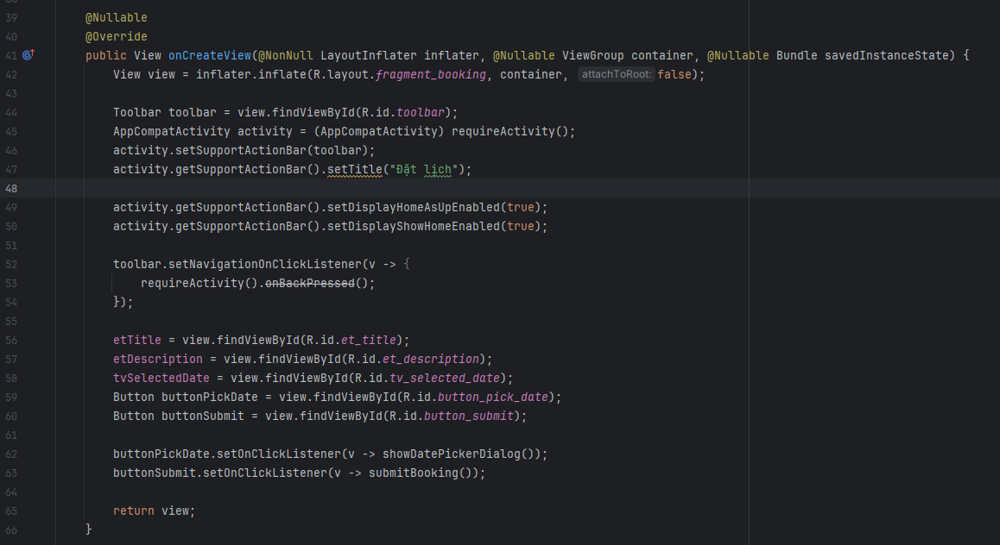 39 @Nullable
40 @Override
41 public View onCreateView(@NonNull LayoutInflater inflater, @Nullable ViewGroup container, @Nullable Bundle savedInstanceState) {
42 View view = inflater.inflate(R.layout.fragment_booking, container, attachToRoot: false);
43
44 Toolbar toolbar = view.findViewById(R.id.toolbar);
45 AppCompatActivity activity = (AppCompatActivity) requireActivity();
46 activity.setSupportActionBar(toolbar);
47 activity.getSupportActionBar().setTitle("Đặt lịch");
48
49 activity.getSupportActionBar().setDisplayHomeAsUpEnabled(true);
50 activity.getSupportActionBar().setDisplayShowHomeEnabled(true);
51
52 toolbar.setNavigationOnClickListener(v -> {
53 requireActivity().onBackPressed();
54 });
55
56 etTitle = view.findViewById(R.id.et_title);
57 etDescription = view.findViewById(R.id.et_description);
58 tvSelectedDate = view.findViewById(R.id.tv_selected_date);
59 Button buttonPickDate = view.findViewById(R.id.button_pick_date);
60 Button buttonSubmit = view.findViewById(R.id.button_submit);
61
62 buttonPickDate.setOnClickListener(v -> showDatePickerDialog());
63 buttonSubmit.setOnClickListener(v -> submitBooking());
64
65 return view;
66 }